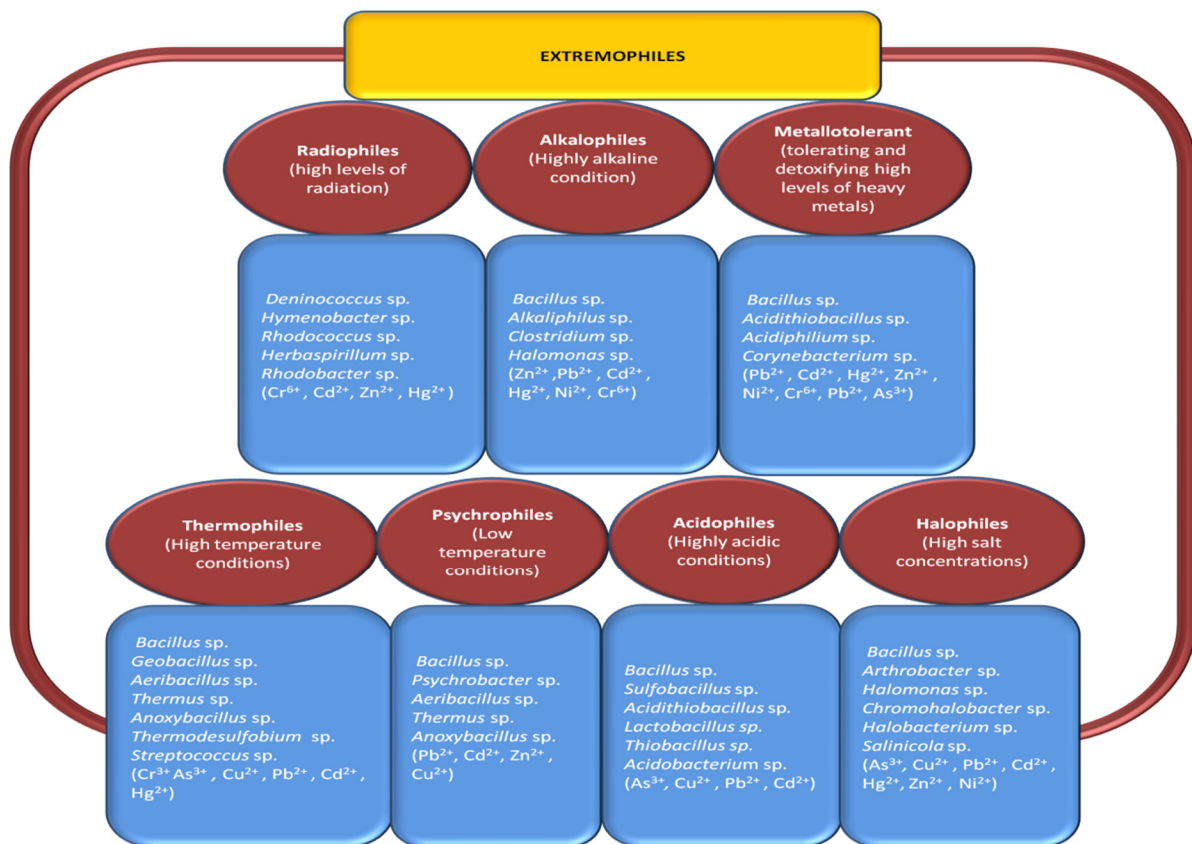 EXTREMOPHILES
Radiophiles
(high levels of
radiation)
Alkalophiles
(Highly alkaline
condition)
Metallotolerant
(tolerating and
detoxifying high
levels of heavy
metals)
Deninococcus sp.
Hymenobacter sp.
Rhodococcus sp.
Herbaspirillum sp.
Rhodobacter sp.
(Cr⁶⁺ , Cd²⁺, Zn²⁺ , Hg²⁺ )
Bacillus sp.
Alkaliphilus sp.
Clostridium sp.
Halomonas sp.
(Zn²⁺ ,Pb²⁺ , Cd²⁺ ,
Hg²⁺, Ni²⁺, Cr⁶⁺)
Bacillus sp.
Acidithiobacillus sp.
Acidiphilium sp.
Corynebacterium sp.
(Pb²⁺ , Cd²⁺ , Hg²⁺, Zn²⁺ ,
Ni²⁺, Cr⁶⁺, Pb²⁺, As³⁺)
Thermophiles
(High temperature
conditions)
Psychrophiles
(Low
temperature
conditions)
Acidophiles
(Highly acidic
conditions)
Halophiles
(High salt
concentrations)
Bacillus sp.
Geobacillus sp.
Aeribacillus sp.
Thermus sp.
Anoxybacillus sp.
Thermodesulfobium sp.
Streptococcus sp.
(Cr³⁺ As³⁺ , Cu²⁺ , Pb²⁺ , Cd²⁺ ,
Hg²⁺)
Bacillus sp.
Psychrobacter sp.
Aeribacillus sp.
Thermus sp.
Anoxybacillus sp.
(Pb²⁺, Cd²⁺, Zn²⁺ ,
Cu²⁺)
Bacillus sp.
Sulfobacillus sp.
Acidithiobacillus sp.
Lactobacillus sp.
Thiobacillus sp.
Acidobacterium sp.
(As³⁺, Cu²⁺ , Pb²⁺ , Cd²⁺)
Bacillus sp.
Arthrobacter sp.
Halomonas sp.
Chromohalobacter sp.
Halobacterium sp.
Salinicola sp.
(As³⁺, Cu²⁺ , Pb²⁺ , Cd²⁺ ,
Hg²⁺, Zn²⁺ , Ni²⁺)